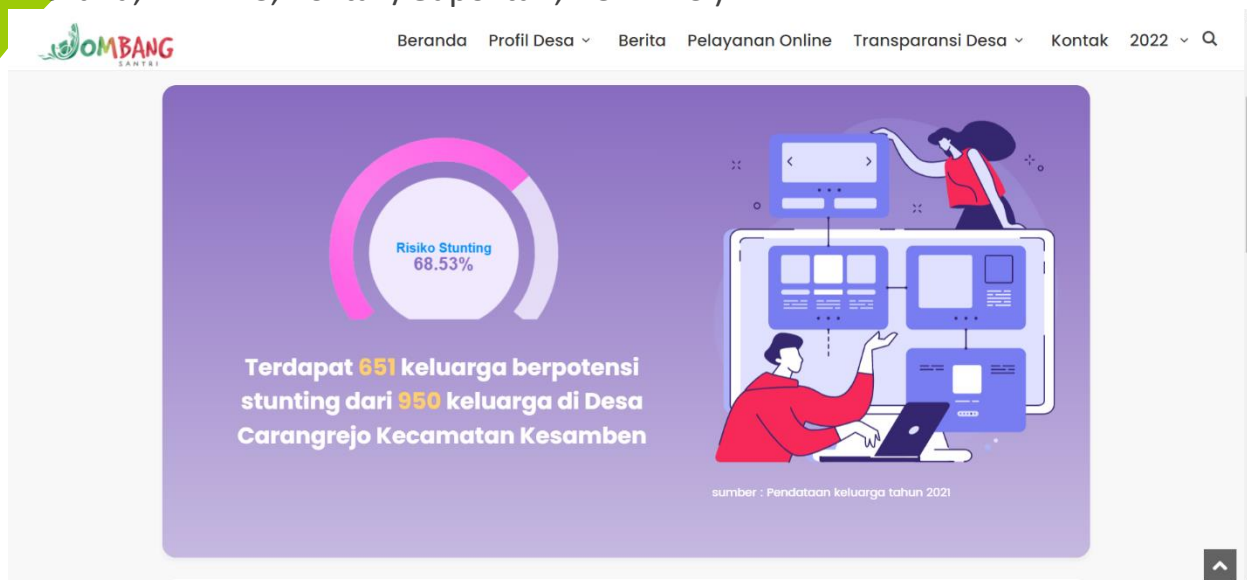 JOMBANG
SANTRI
Beranda Profil Desa Berita Pelayanan Online Transparansi Desa Kontak 2022
Risiko Stunting
68.53%
Terdapat 651 keluarga berpotensi
stunting dari 950 keluarga di Desa
Carangrejo Kecamatan Kesamben
sumber : Pendataan keluarga tahun 2021